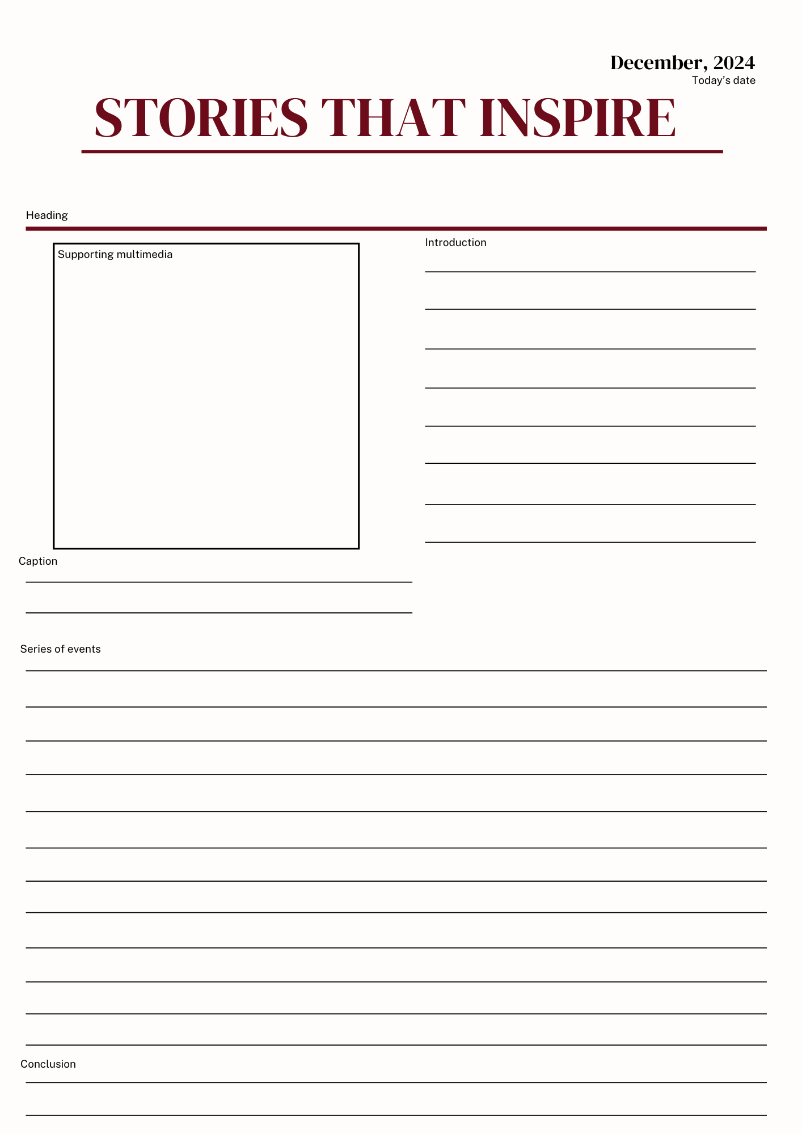 December, 2024
Today's date
STORIES THAT INSPIRE
Heading
Supporting multimedia
Introduction
Caption
Series of events
Conclusion